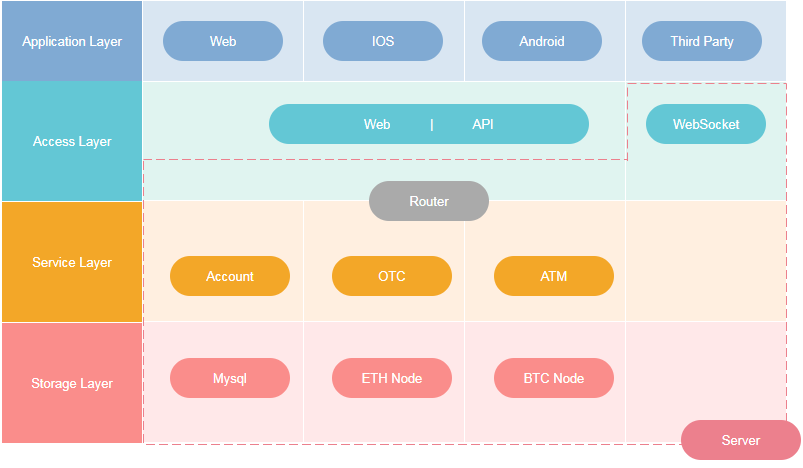 Application Layer
Web
IOS
Android
Third Party
Access Layer
Web | API
WebSocket
Router
Service Layer
Account
OTC
ATM
Storage Layer
Mysql
ETH Node
BTC Node
Server